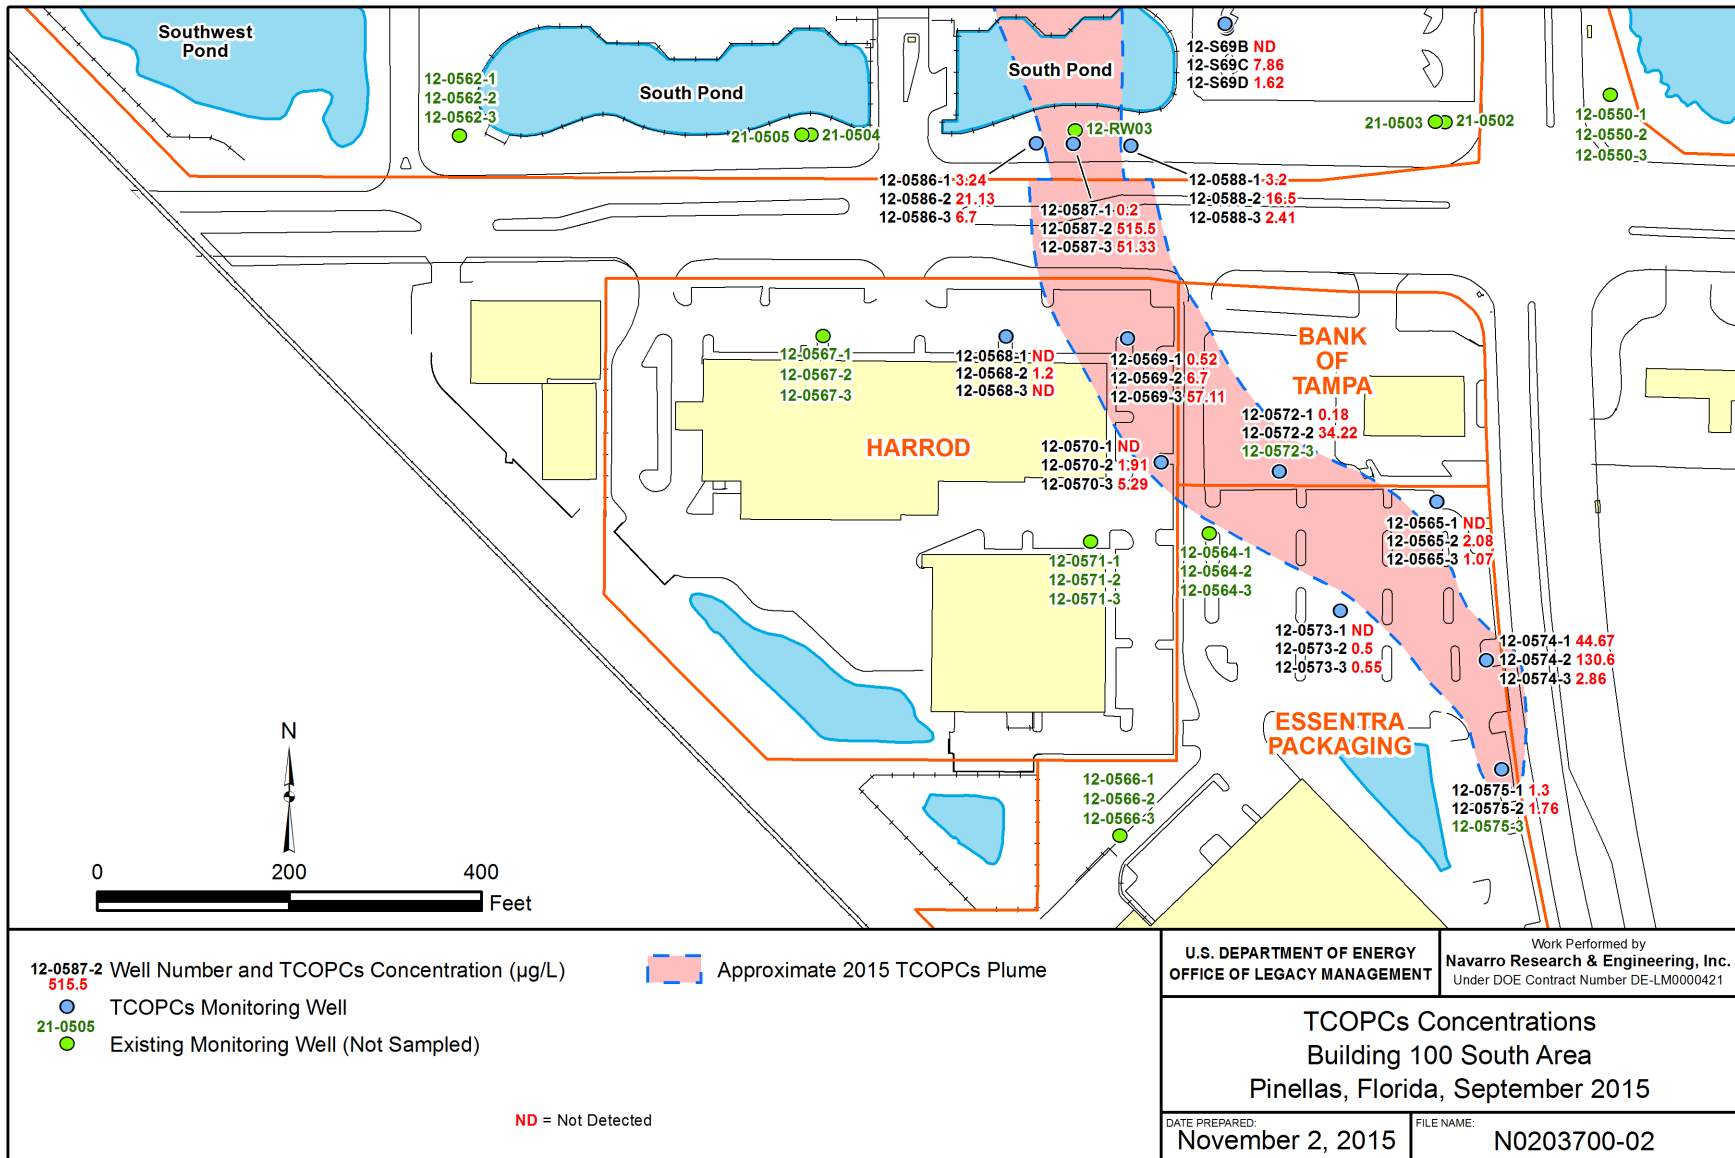 Southwest
Pond
12-0562-1
12-0562-2
12-0562-3
South Pond
21-0505
21-0504
South Pond
12-RW03
12-S69B ND
12-S69C 7.86
12-S69D 1.62
21-0503
21-0502
12-0550-1
12-0550-2
12-0550-3
12-0586-1 3.24
12-0586-2 21.13
12-0586-3 6.7
12-0587-1 0.2
12-0587-2 515.5
12-0587-3 51.33
12-0588-1 3.2
12-0588-2 16.5
12-0588-3 2.41
12-0567-1
12-0567-2
12-0567-3
12-0568-1 ND
12-0568-2 1.2
12-0568-3 ND
12-0569-1 0.52
12-0569-2 6.7
12-0569-3 57.11
BANK
OF
TAMPA
12-0572-1 0.18
12-0572-2 34.22
12-0572-3
HARROD
12-0570-1 ND
12-0570-2 1.91
12-0570-3 5.29
12-0565-1 ND
12-0565-2 2.08
12-0565-3 1.07
12-0571-1
12-0571-2
12-0571-3
12-0564-1
12-0564-2
12-0564-3
12-0573-1 ND
12-0573-2 0.5
12-0573-3 0.55
12-0574-1 44.67
12-0574-2 130.6
12-0574-3 2.86
ESSENTRA
PACKAGING
12-0566-1
12-0566-2
12-0566-3
12-0575-1 1.3
12-0575-2 1.76
12-0575-3
N
0 200 400
Feet
12-0587-2 Well Number and TCOPCs Concentration (µg/L)
515.5
TCOPCs Monitoring Well
21-0505
Existing Monitoring Well (Not Sampled)
Approximate 2015 TCOPCs Plume
ND = Not Detected
U.S. DEPARTMENT OF ENERGY
OFFICE OF LEGACY MANAGEMENT
Work Performed by
Navarro Research & Engineering, Inc.
Under DOE Contract Number DE-LM0000421
TCOPCs Concentrations
Building 100 South Area
Pinellas, Florida, September 2015
DATE PREPARED:
November 2, 2015
FILE NAME:
N0203700-02